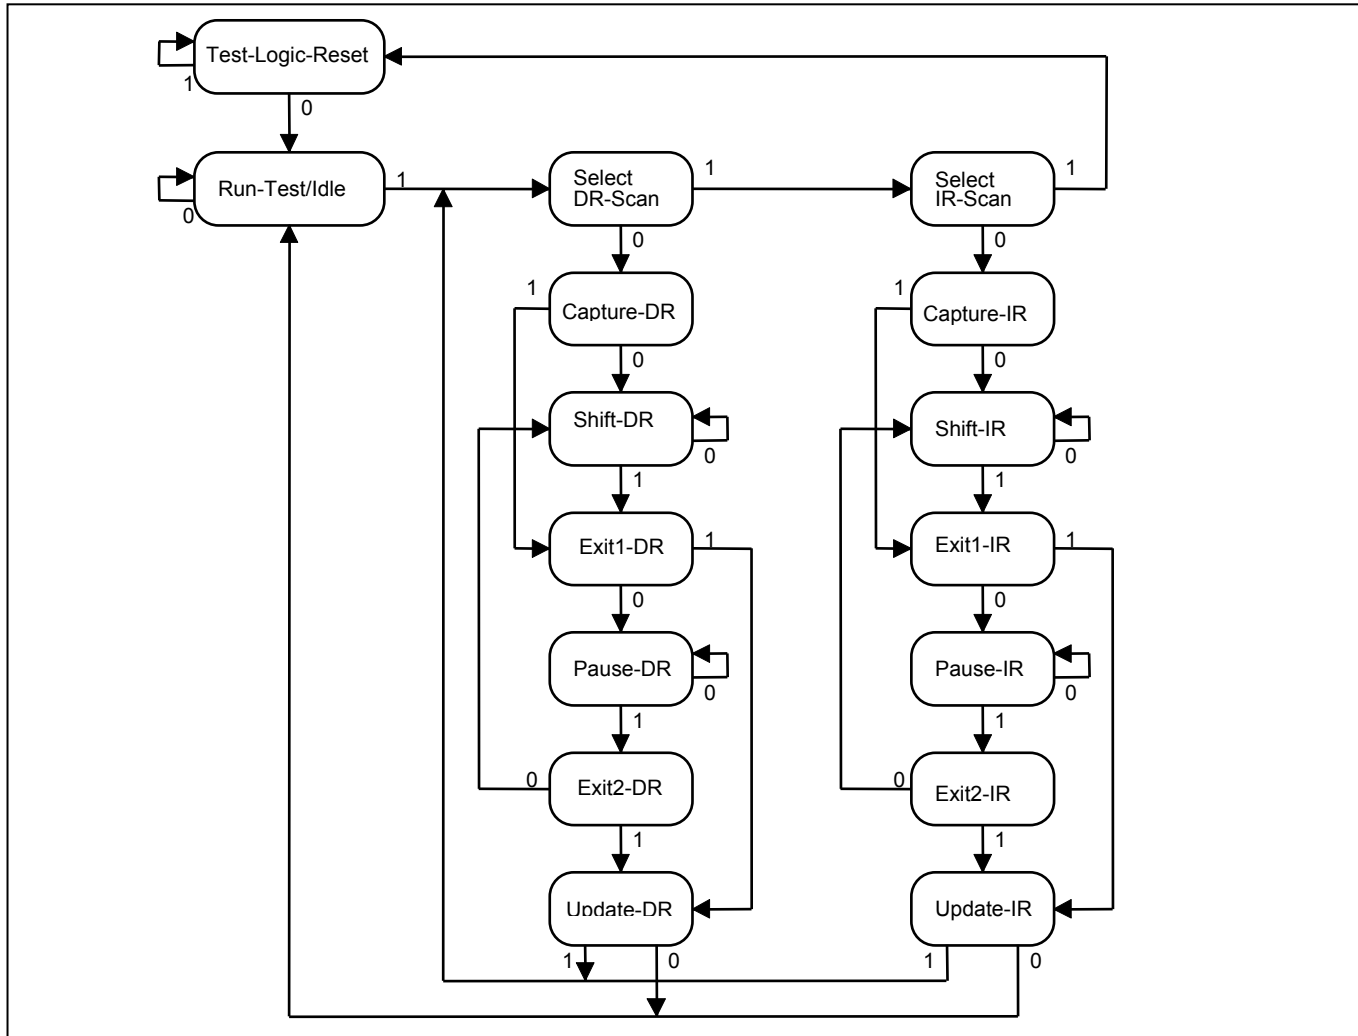 Test-Logic-Reset
1
0
Run-Test/Idle
0
1
Select
DR-Scan
1
Select
IR-Scan
1
0
0
1
Capture-DR
1
Capture-IR
0
0
Shift-DR
0
Shift-IR
0
1
1
Exit1-DR
1
Exit1-IR
1
0
0
Pause-DR
0
Pause-IR
0
1
1
0
Exit2-DR
0
Exit2-IR
1
1
Update-DR
Update-IR
1
0
1
0